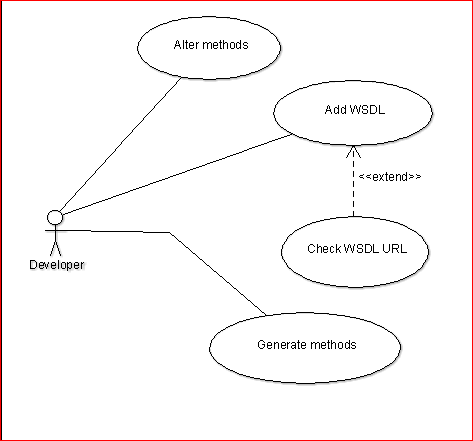 Alter methods
Add WSDL
<<extend>>
Check WSDL URL
Developer
Generate methods